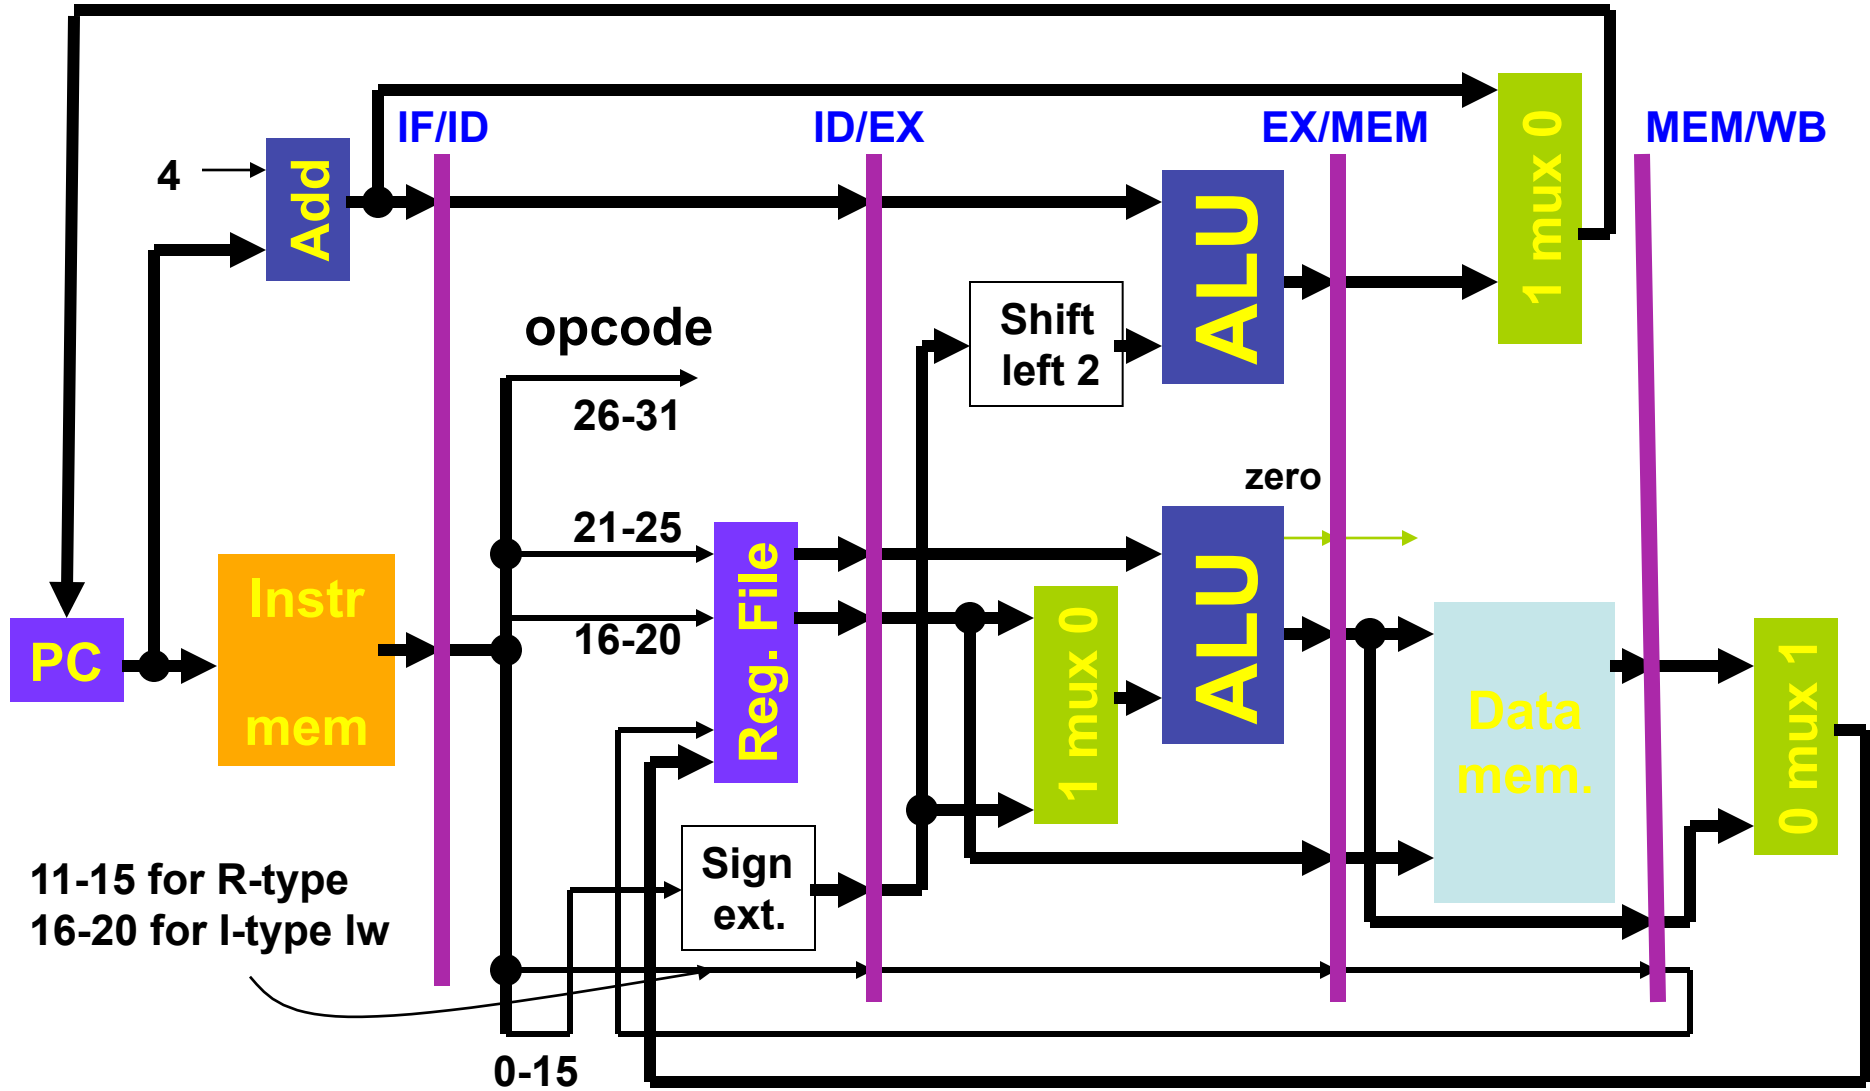 IF/ID
ID/EX
EX/MEM
MEM/WB
4
Add
ALU
1 mux 0
opcode
26-31
Shift
left 2
zero
21-25
16-20
Instr
mem
PC
Reg. File
1 mux 0
ALU
Data
mem.
0 mux 1
Sign
ext.
11-15 for R-type
16-20 for I-type lw
0-15